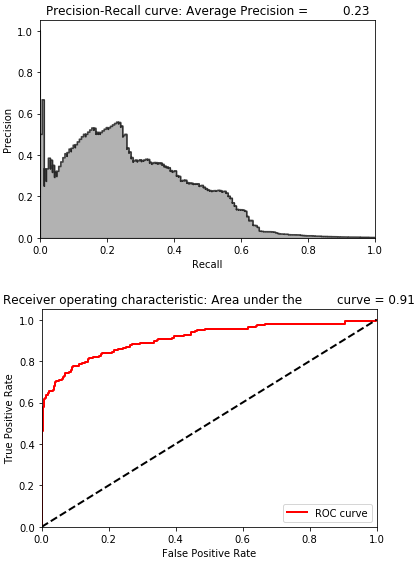 Precision-Recall curve: Average Precision = 0.23
1.0
0.8
0.6
0.4
0.2
0.0
Precision
0.0 0.2 0.4 0.6 0.8 1.0
Recall
Receiver operating characteristic: Area under the curve = 0.91
1.0
0.8
0.6
0.4
0.2
0.0
True Positive Rate
ROC curve
0.0 0.2 0.4 0.6 0.8 1.0
False Positive Rate